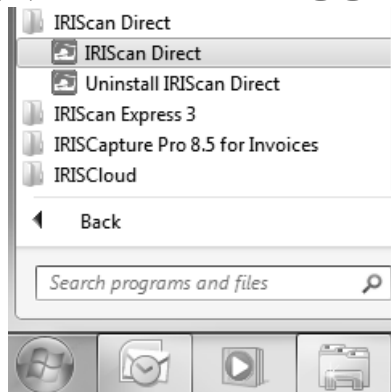 IRIScan Direct
IRIScan Direct
Uninstall IRIScan Direct
IRIScan Express 3
IRISCapture Pro 8.5 for Invoices
IRISCloud
Back
Search programs and files